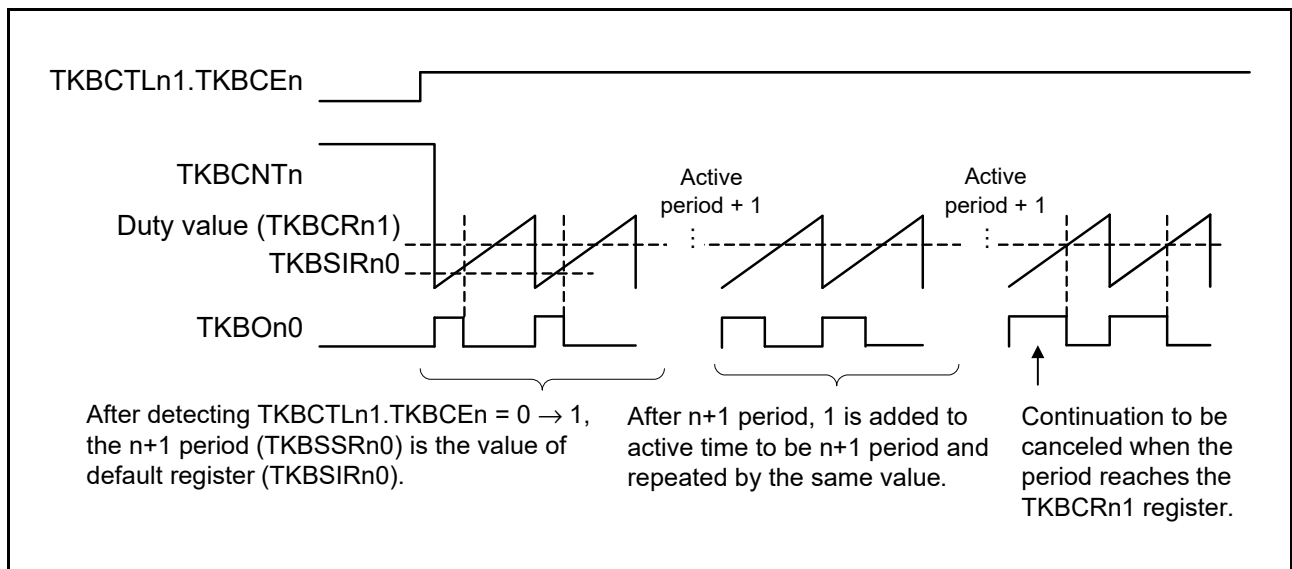 TKBCTLn1.TKBCEn
TKBCNTn
Active
period + 1
Active
period + 1
Duty value (TKBCRn1)
TKBSIRn0
TKBOn0
After detecting TKBCTLn1.TKBCEn = 0 → 1,
the n+1 period (TKBSSRn0) is the value of
default register (TKBSIRn0).
After n+1 period, 1 is added to
active time to be n+1 period and
repeated by the same value.
Continuation to be
canceled when the
period reaches the
TKBCRn1 register.